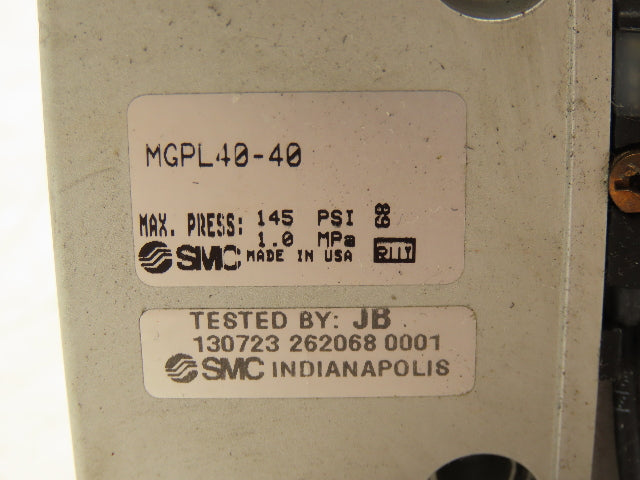 MGPL40-40
MAX. PRESS: 145 PSI
1.0 MPa
SMC MADE IN USA
TESTED BY: JB
130723 262068 0001
SMC INDIANAPOLIS